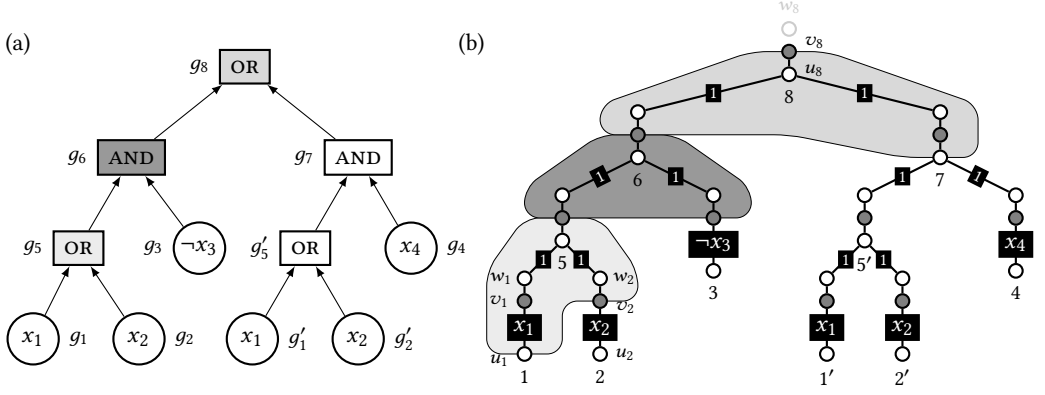 (a)
g8 OR
g6 AND
g7 AND
g5 OR
g3 ¬x3
g′5 OR
x4 g4
x1 g1
x2 g2
x1 g′1
x2 g′2
(b)
w8
v8
u8
1 8 1
1 6 1
1 7 1
1 5 1
¬x3
1 5′ 1
x4
w1 w2
v1 v2
x1 x2
3
4
x1 x2
u1 u2
1 2
1′ 2′